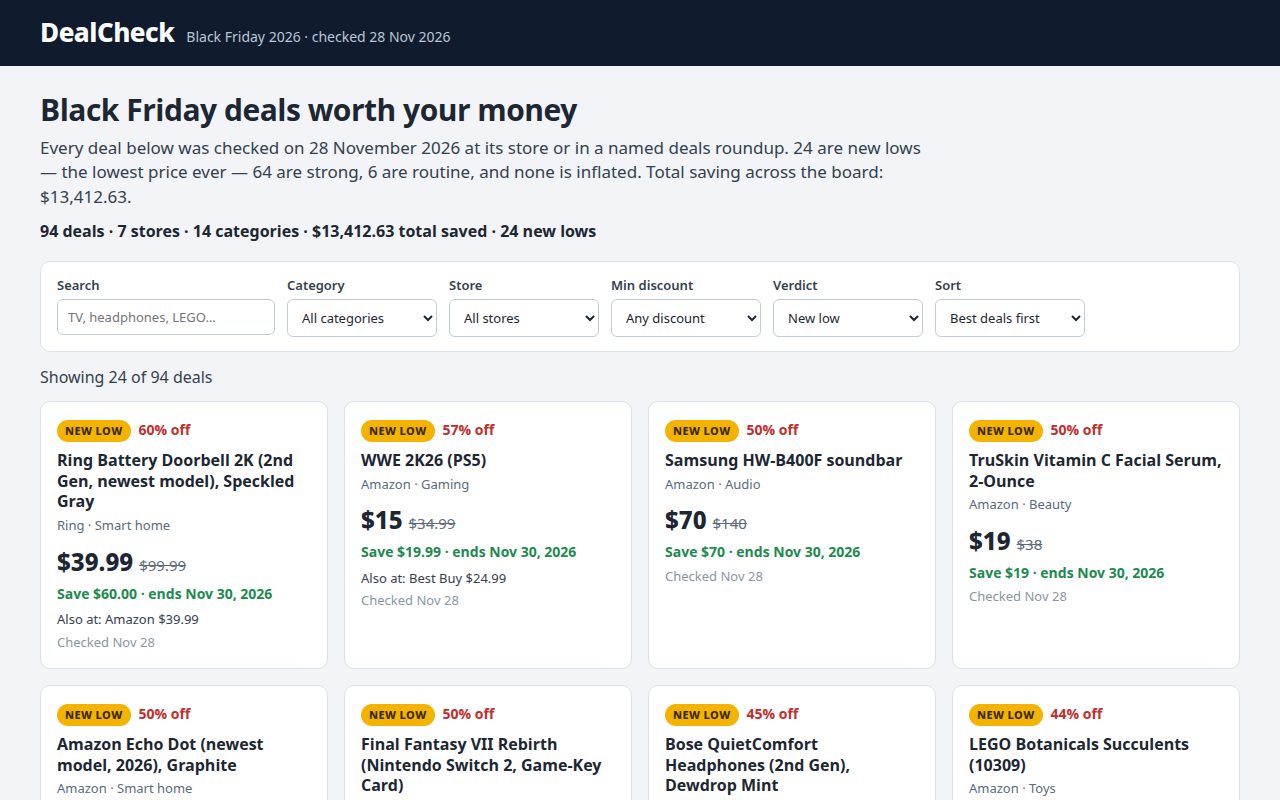 DealCheck Black Friday 2026 · checked 28 Nov 2026
Black Friday deals worth your money
Every deal below was checked on 28 November 2026 at its store or in a named deals roundup. 24 are new lows
— the lowest price ever — 64 are strong, 6 are routine, and none is inflated. Total saving across the board:
$13,412.63.
94 deals · 7 stores · 14 categories · $13,412.63 total saved · 24 new lows
Search
TV, headphones, LEGO...
Category
All categories
Store
All stores
Min discount
Any discount
Verdict
New low
Sort
Best deals first
Showing 24 of 94 deals
NEW LOW 60% off
Ring Battery Doorbell 2K (2nd
Gen, newest model), Speckled
Gray
Ring · Smart home
$39.99 $99.99
Save $60.00 · ends Nov 30, 2026
Also at: Amazon $39.99
Checked Nov 28
NEW LOW 57% off
WWE 2K26 (PS5)
Amazon · Gaming
$15 $34.99
Save $19.99 · ends Nov 30, 2026
Also at: Best Buy $24.99
Checked Nov 28
NEW LOW 50% off
Samsung HW-B400F soundbar
Amazon · Audio
$70 $140
Save $70 · ends Nov 30, 2026
Checked Nov 28
NEW LOW 50% off
TruSkin Vitamin C Facial Serum,
2-Ounce
Amazon · Beauty
$19 $38
Save $19 · ends Nov 30, 2026
Checked Nov 28
NEW LOW 50% off
Amazon Echo Dot (newest
model, 2026), Graphite
Amazon · Smart home
NEW LOW 50% off
Final Fantasy VII Rebirth
(Nintendo Switch 2, Game-Key
Card)
NEW LOW 45% off
Bose QuietComfort
Headphones (2nd Gen),
Dewdrop Mint
NEW LOW 44% off
LEGO Botanicals Succulents
(10309)
Amazon · Toys